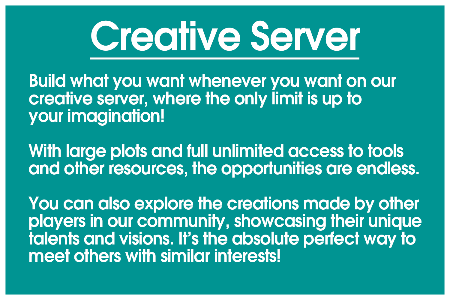 Creative Server
Build what you want whenever you want on our
creative server, where the only limit is up to
your imagination!
With large plots and full unlimited access to tools
and other resources, the opportunities are endless.
You can also explore the creations made by other
players in our community, showcasing their unique
talents and visions. It's the absolute perfect way to
meet others with similar interests!